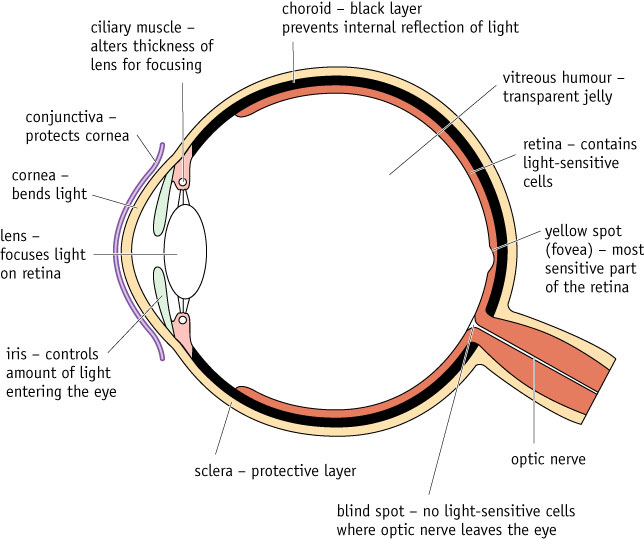 choroid – black layer
prevents internal reflection of light
ciliary muscle –
alters thickness of
lens for focusing
vitreous humour –
transparent jelly
conjunctiva –
protects cornea
retina – contains
light-sensitive
cells
cornea –
bends light
lens –
focuses light
on retina
yellow spot
(fovea) – most
sensitive part
of the retina
iris – controls
amount of light
entering the eye
optic nerve
sclera – protective layer
blind spot – no light-sensitive cells
where optic nerve leaves the eye